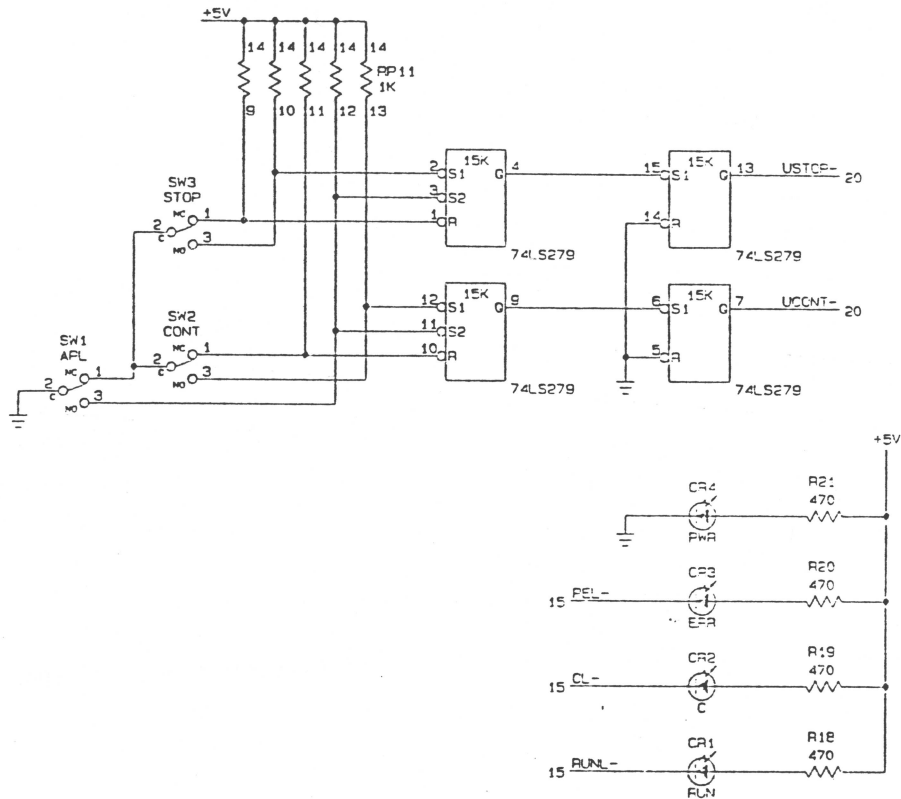 +5V
14 14 14 14 14
RP11
1K
9 10 11 12 13
15K 15K
2 S1 Q 4 15 S1 Q 13 USTOP- 20
3 S2
1 R 14 R
74LS279 74LS279
SW3
STOP
NC 1
2
C
NO 3
15K 15K
12 S1 Q 9 6 S1 Q 7 UCONT- 20
11 S2
10 R 5 R
74LS279 74LS279
SW2
CONT
NC 1
2
C
NO 3
SW1
APL
NC 1
2
C
NO 3
+5V
CR4 R21
470
PWR
CR3 R20
470
15 PEL-
ERR
CR2 R19
470
15 CL-
C
CR1 R18
470
15 RUNL-
RUN